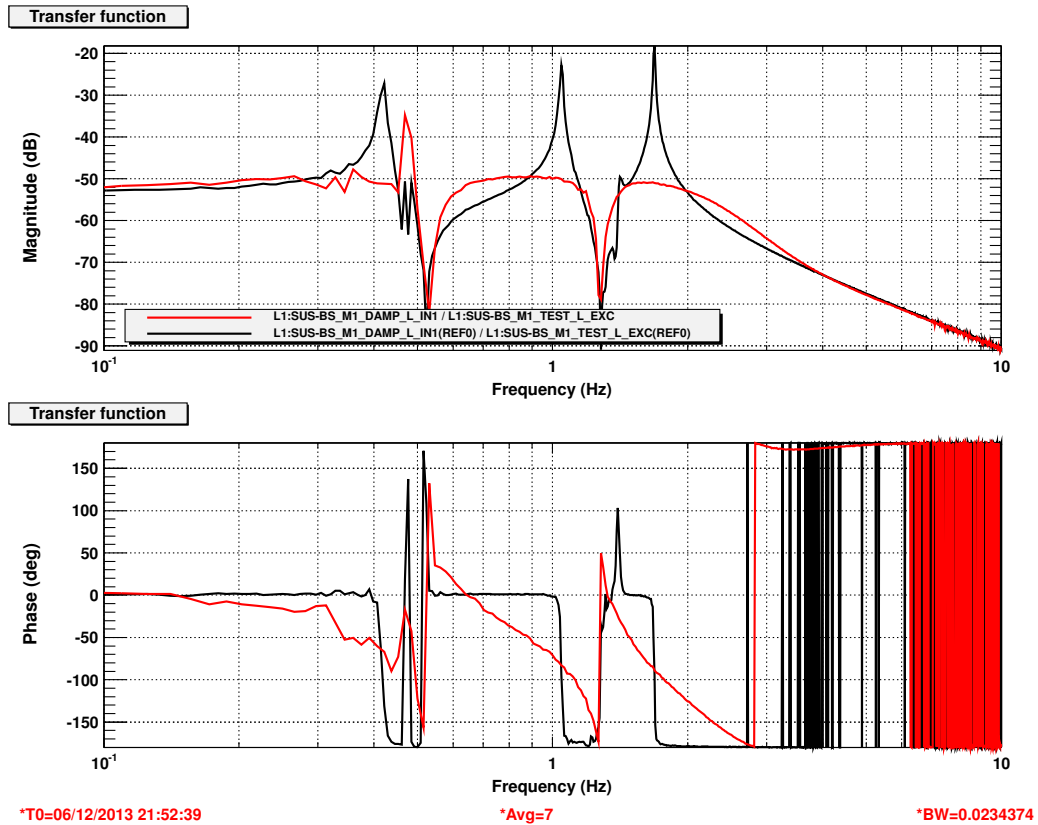 Transfer function
Magnitude (dB)
-20
-30
-40
-50
-60
-70
-80
-90
L1:SUS-BS_M1_DAMP_L_IN1 / L1:SUS-BS_M1_TEST_L_EXC
L1:SUS-BS_M1_DAMP_L_IN1(REF0) / L1:SUS-BS_M1_TEST_L_EXC(REF0)
10-1 1 10
Frequency (Hz)
Transfer function
Phase (deg)
150
100
50
0
-50
-100
-150
10-1 1 10
Frequency (Hz)
*T0=06/12/2013 21:52:39 *Avg=7 *BW=0.0234374